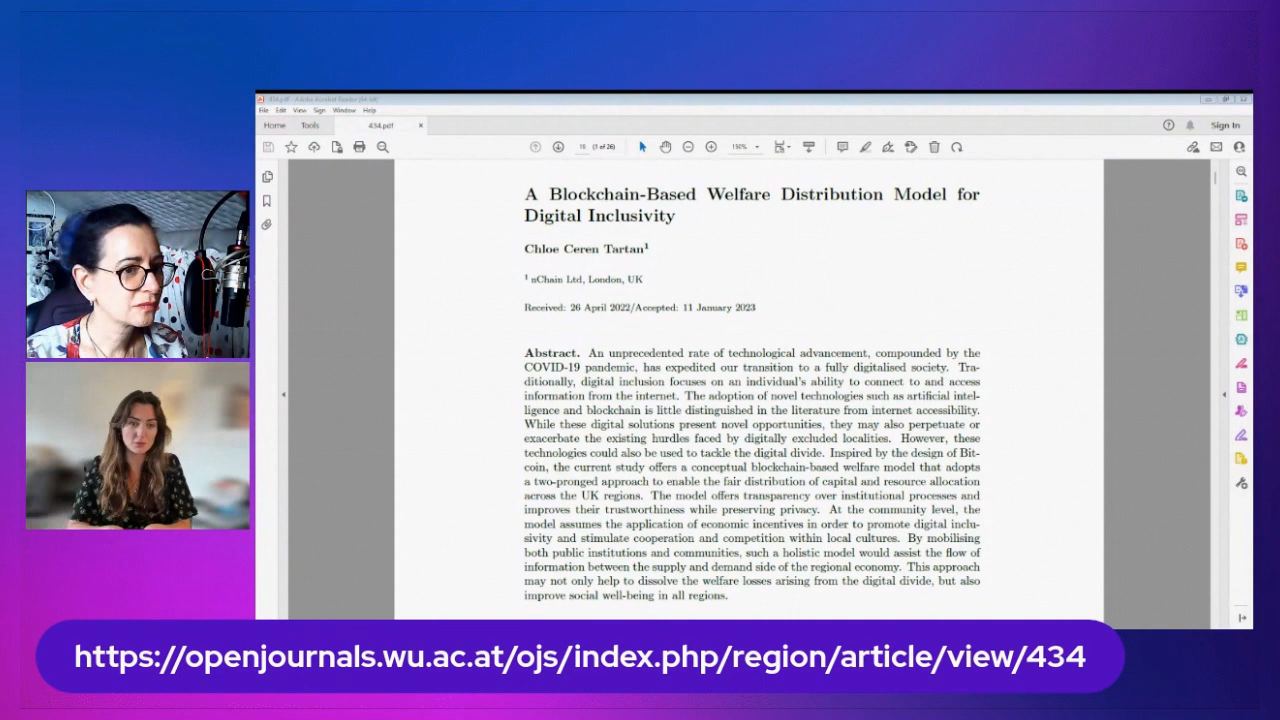 434.pdf - Adobe Acrobat Reader (64-bit)
File Edit View Sign Window Help
Home Tools 434.pdf × Sign In
(1 of 26) 150%
A Blockchain-Based Welfare Distribution Model for
Digital Inclusivity
Chloe Ceren Tartan¹
¹ nChain Ltd, London, UK
Received: 26 April 2022/Accepted: 11 January 2023
Abstract. An unprecedented rate of technological advancement, compounded by the
COVID-19 pandemic, has expedited our transition to a fully digitalised society. Tra-
ditionally, digital inclusion focuses on an individual's ability to connect to and access
information from the internet. The adoption of novel technologies such as artificial intel-
ligence and blockchain is little distinguished in the literature from internet accessibility.
While these digital solutions present novel opportunities, they may also perpetuate or
exacerbate the existing hurdles faced by digitally excluded localities. However, these
technologies could also be used to tackle the digital divide. Inspired by the design of Bit-
coin, the current study offers a conceptual blockchain-based welfare model that adopts
a two-pronged approach to enable the fair distribution of capital and resource allocation
across the UK regions. The model offers transparency over institutional processes and
improves their trustworthiness while preserving privacy. At the community level, the
model assumes the application of economic incentives in order to promote digital inclu-
sivity and stimulate cooperation and competition within local cultures. By mobilising
both public institutions and communities, such a holistic model would assist the flow of
information between the supply and demand side of the regional economy. This approach
may not only help to dissolve the welfare losses arising from the digital divide, but also
improve social well-being in all regions.
https://openjournals.wu.ac.at/ojs/index.php/region/article/view/434